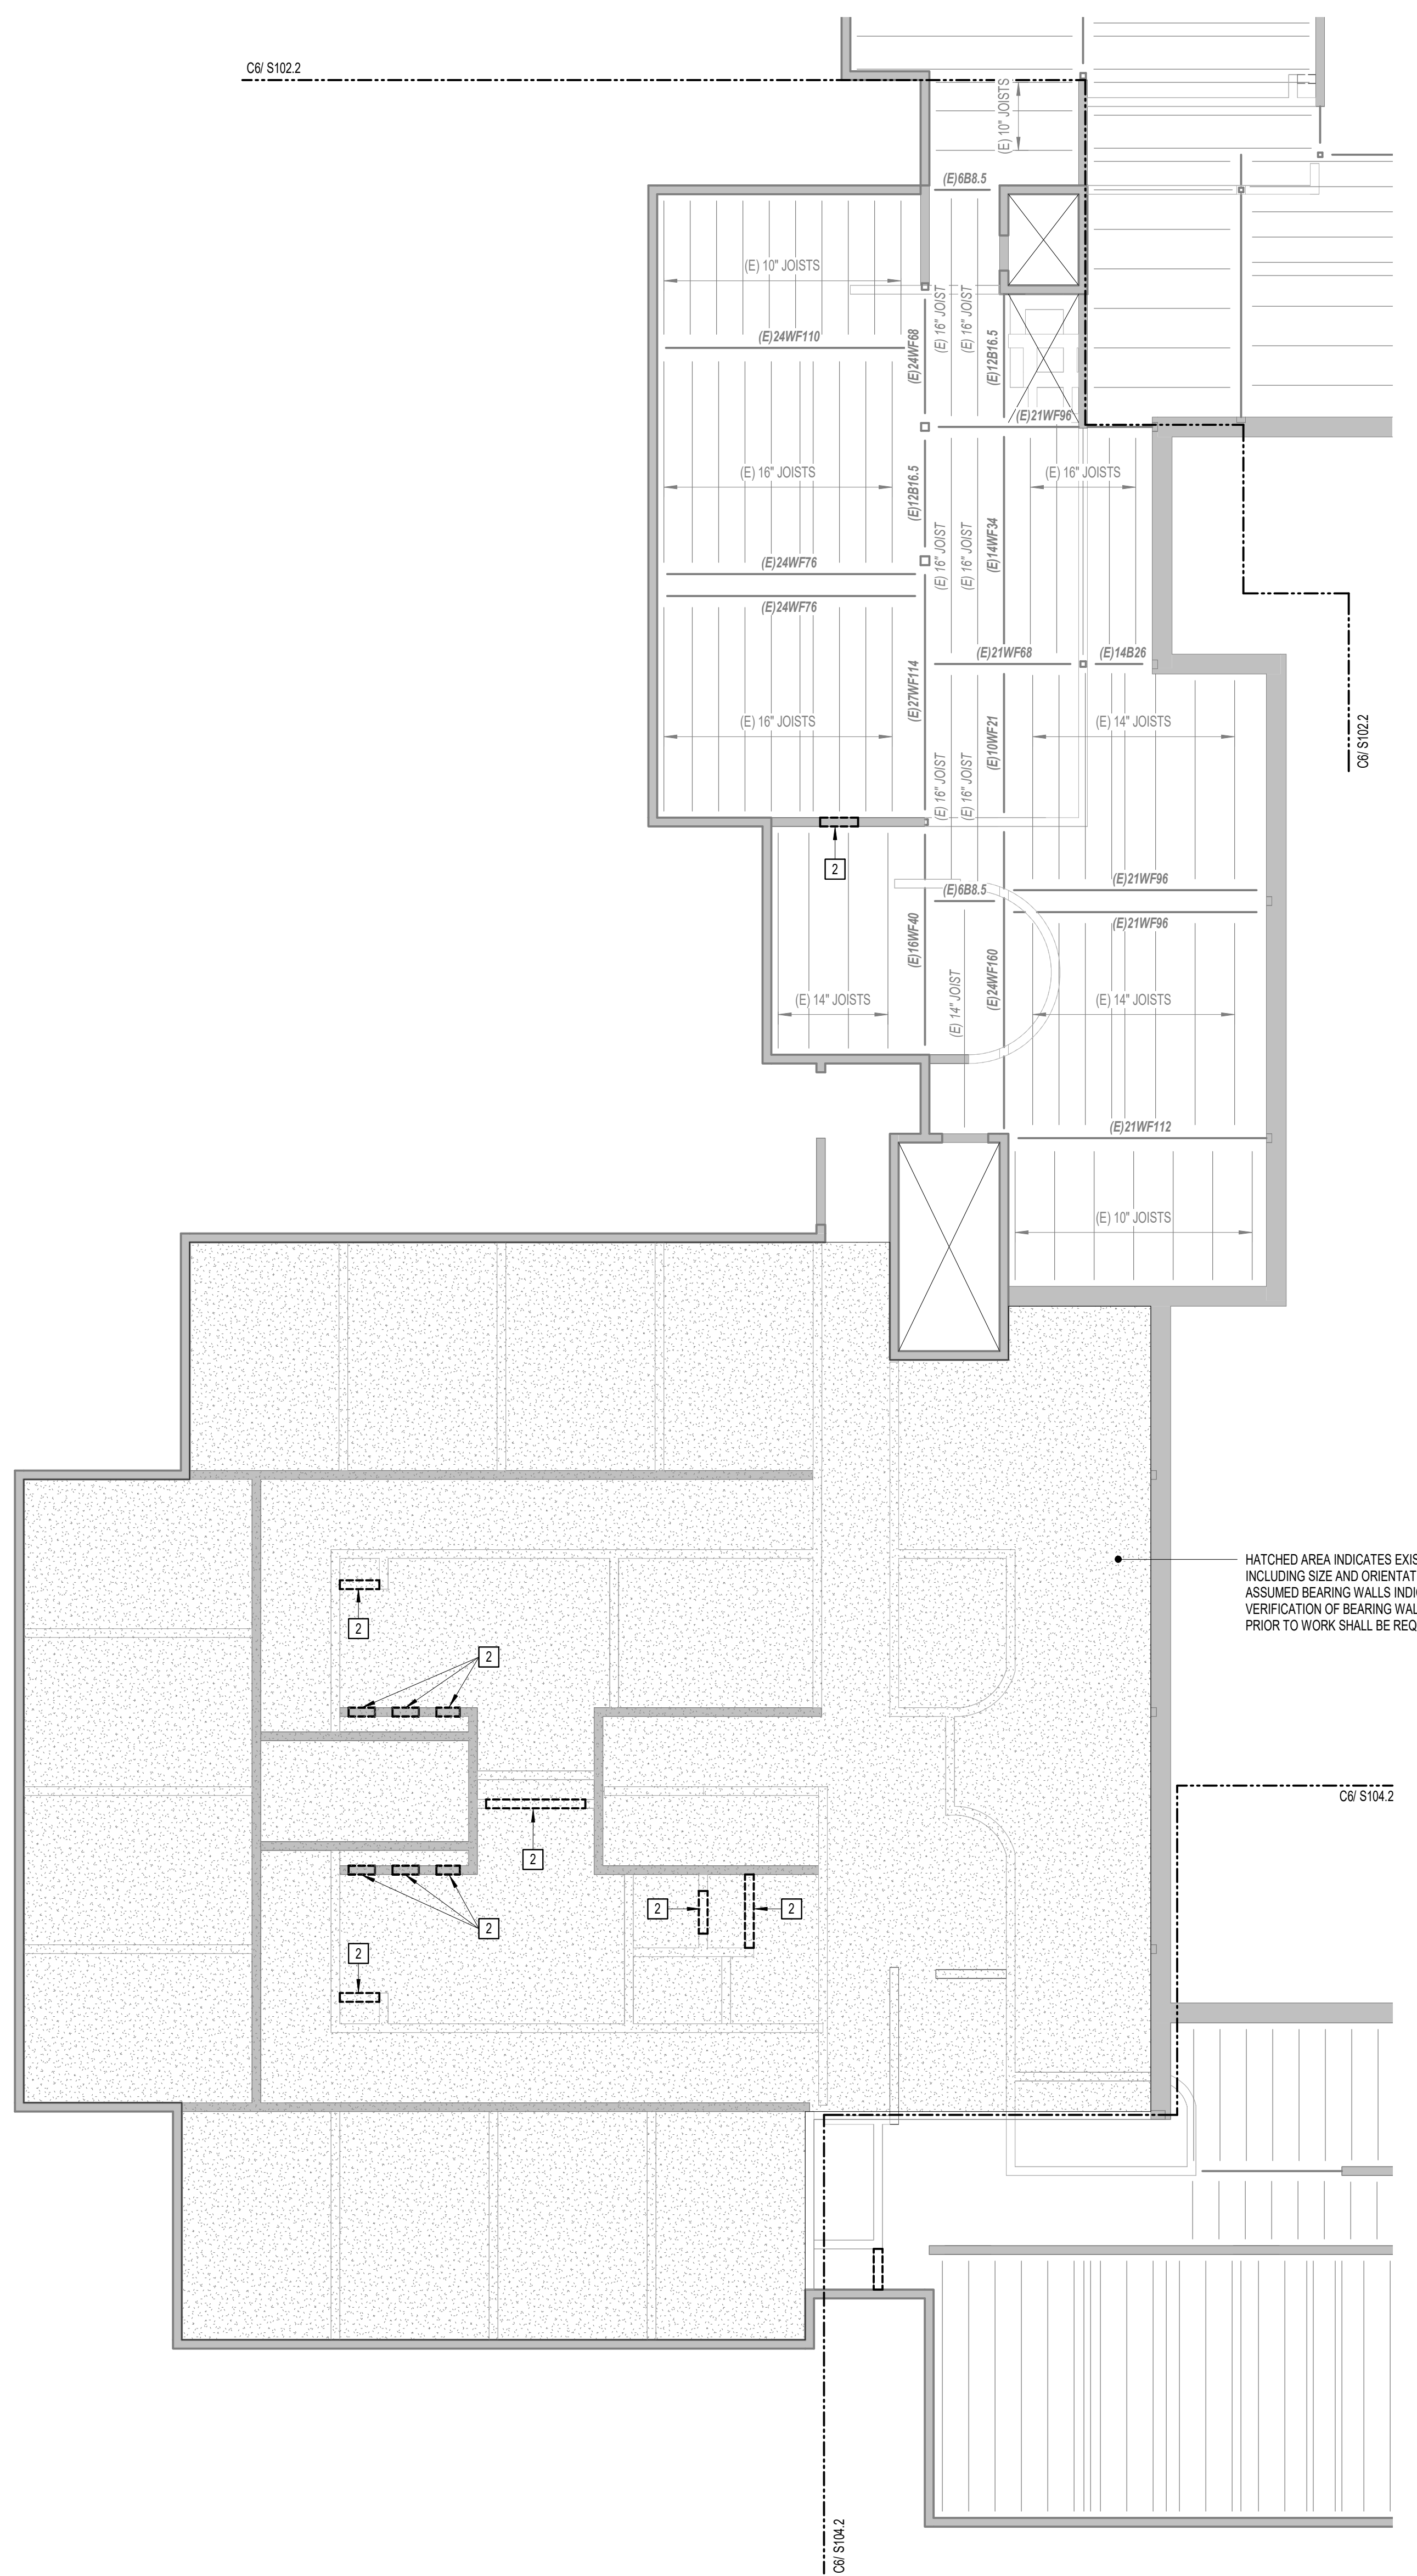 C6/ S102.2
(E) 10" JOISTS
(E)6B8.5
(E) 10" JOISTS
(E) 16" JOIST
(E) 16" JOIST
(E)24WF110
(E)24WF68
(E)12B16.5
(E)21WF96
(E) 16" JOISTS
(E) 16" JOISTS
(E)12B16.5
(E) 16" JOIST
(E) 16" JOIST
(E)14WF34
(E)24WF76
(E)24WF76
(E)21WF68
(E)14B26
(E)27WF114
(E) 16" JOISTS
(E)10WF21
(E) 14" JOISTS
C6/ S102.2
(E) 16" JOIST
(E) 16" JOIST
2
(E)21WF96
(E)6B8.5
(E)21WF96
(E)16WF40
(E)24WF160
(E) 14" JOISTS
(E) 14" JOIST
(E) 14" JOISTS
(E)21WF112
(E) 10" JOISTS
HATCHED AREA INDICATES EXIS
INCLUDING SIZE AND ORIENTAT
ASSUMED BEARING WALLS INDI
VERIFICATION OF BEARING WAL
PRIOR TO WORK SHALL BE REQ
2
2
C6/ S104.2
2
2
2
2
2
C6/ S104.2